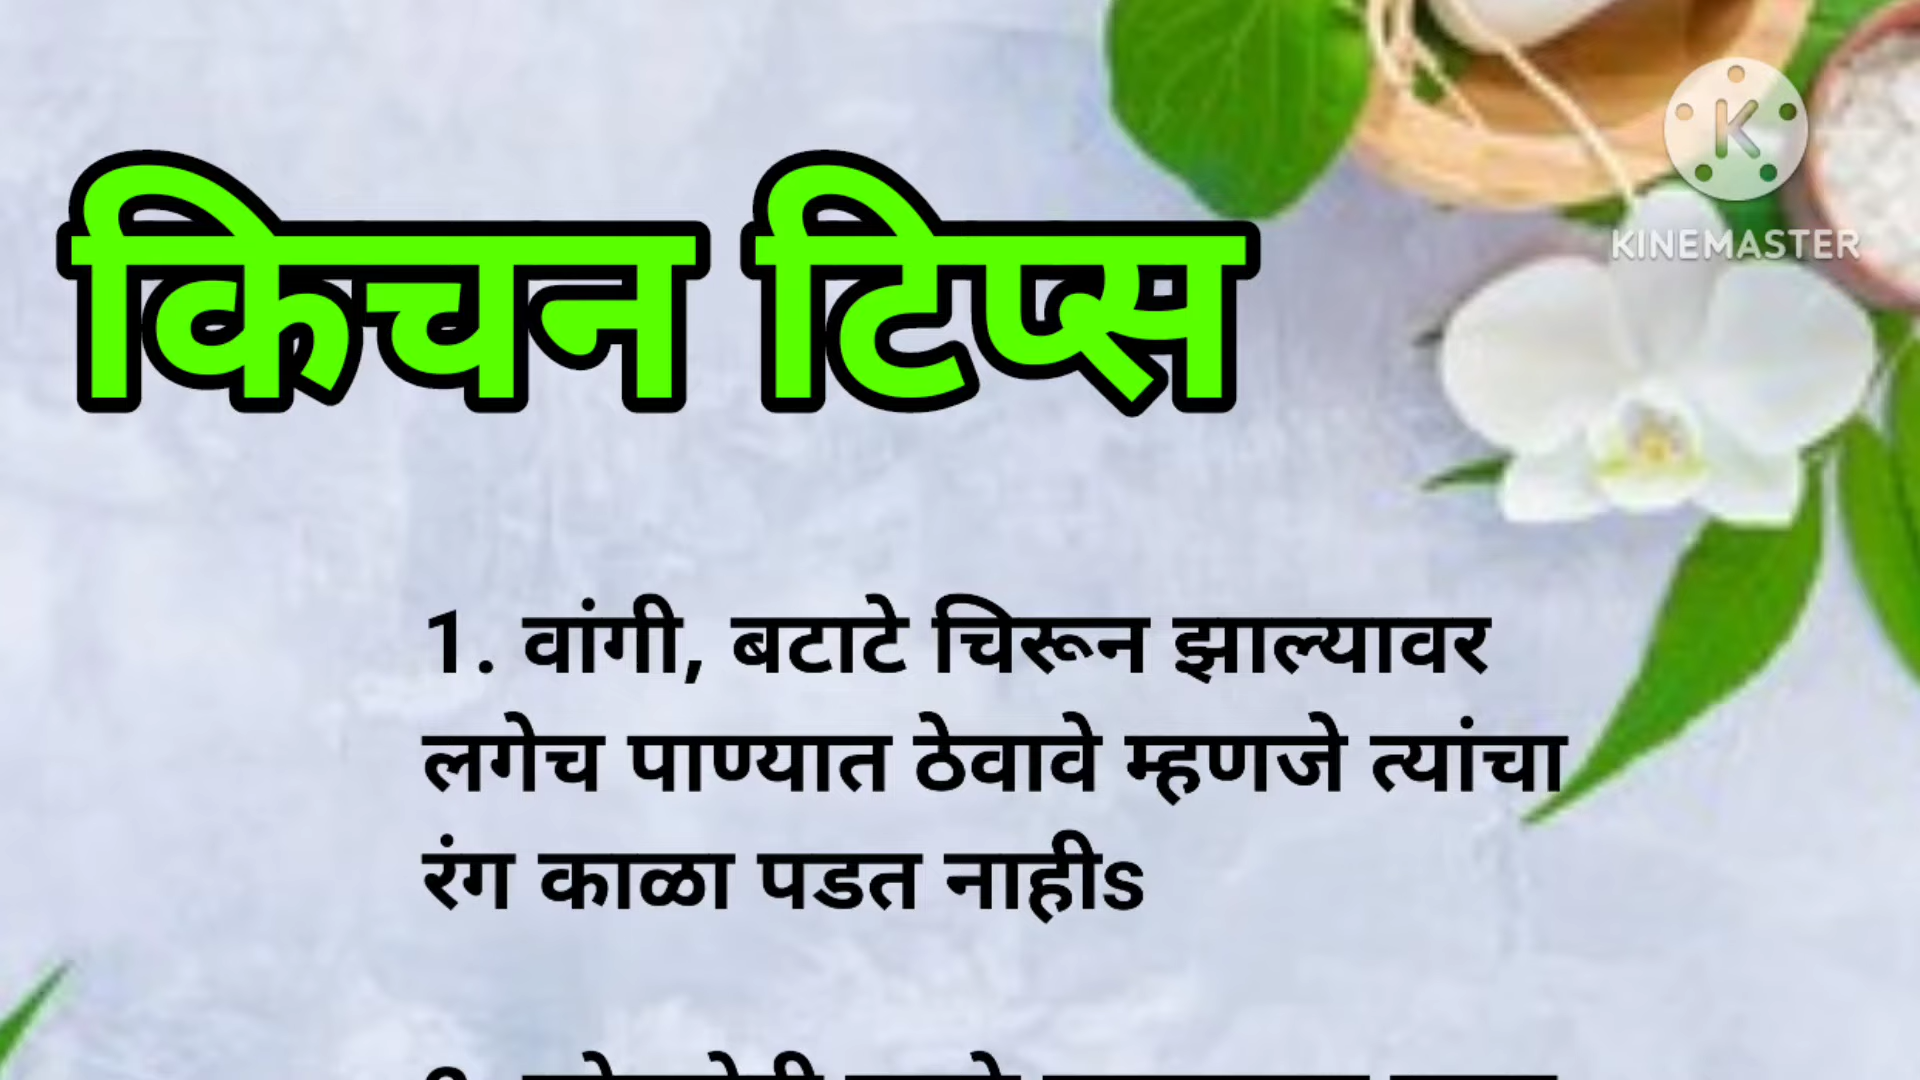 KINEMASTER
किचन टिप्स
1. वांगी, बटाटे चिरून झाल्यावर
लगेच पाण्यात ठेवावे म्हणजे त्यांचा
रंग काळा पडत नाहीs